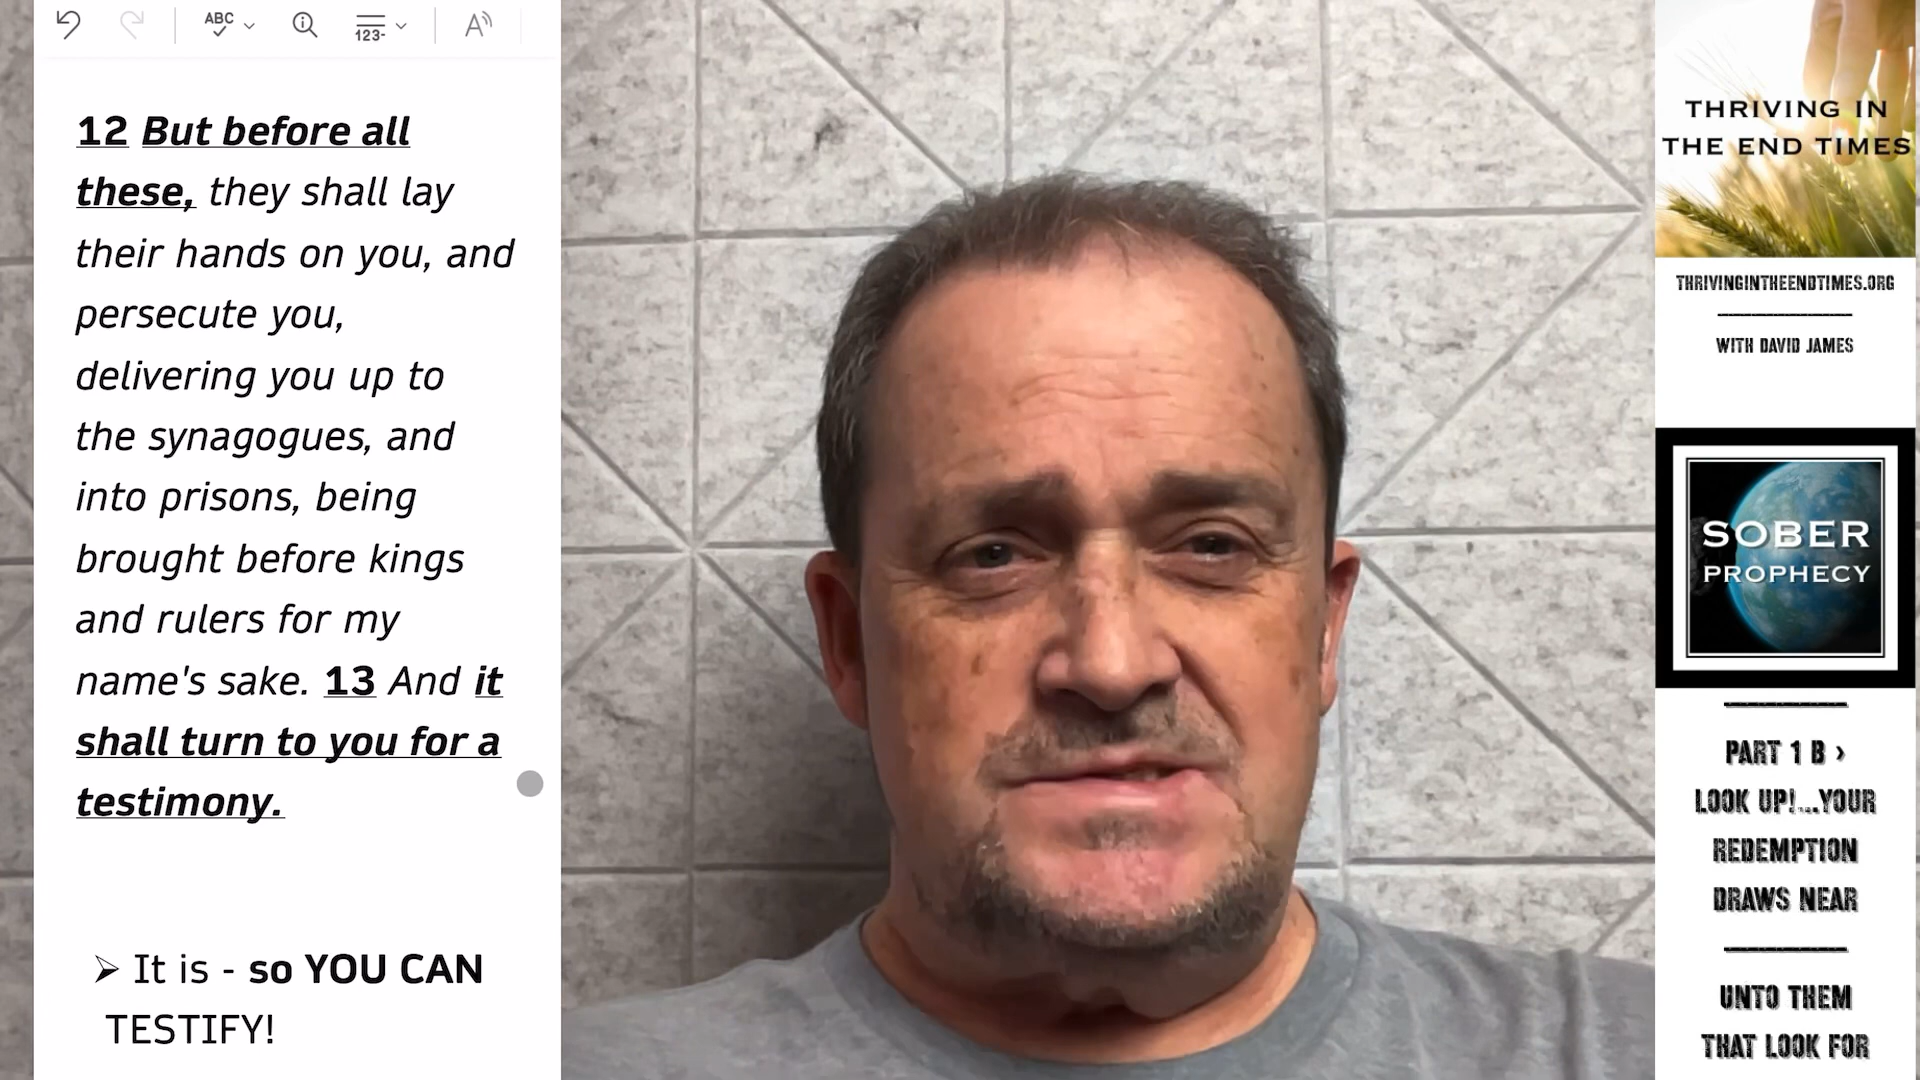 ABC
123-
A
12 But before all
these, they shall lay
their hands on you, and
persecute you,
delivering you up to
the synagogues, and
into prisons, being
brought before kings
and rulers for my
name's sake. 13 And it
shall turn to you for a
testimony.
➢ It is - so YOU CAN
TESTIFY!
THRIVING IN
THE END TIMES
THRIVINGINTHEENDTIMES.ORG
WITH DAVID JAMES
SOBER
PROPHECY
PART 1 B ›
LOOK UP!...YOUR
REDEMPTION
DRAWS NEAR
UNTO THEM
THAT LOOK FOR